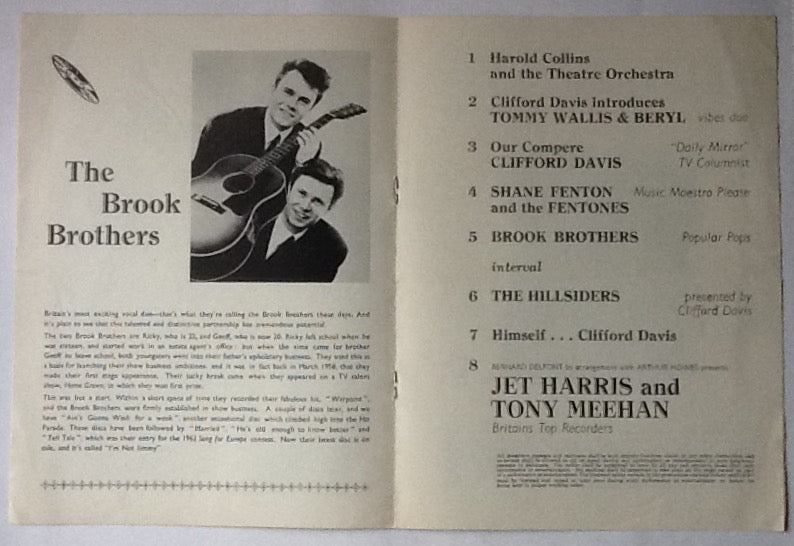 The
Brook
Brothers
Britain's most exciting vocal duo—that's what they're calling the Brook Brothers these days. And
it's plain to see that this talented and distinctive partnership has tremendous potential.
The two Brook Brothers are Ricky, who is 22, and Geoff, who is now 20. Ricky left school when he
was sixteen, and started work in an estate agent's office; but when the time came for brother
Geoff to leave school, both youngsters went into their father's upholstery business. They used this as
a basis for launching their show business ambitions, and it was in fact back in March 1956, that they
made their first stage appearance. Their lucky break came when they appeared on a TV talent
show, Home Grown, in which they won first prize.
This was just a start. Within a short space of time they recorded their fabulous hit, "Warpaint",
and the Brook Brothers were firmly established in show business. A couple of discs later, and we
have "Ain't Gonna Wash for a week", another sensational disc which climbed high into the Hit
Parade. These discs have been followed by "Married", "He's old enough to know better" and
"Tell Tale", which was their entry for the 1963 Song for Europe contest. Now their latest disc is on
sale, and it's called "I'm Not Jimmy".
1 Harold Collins
and the Theatre Orchestra
2 Clifford Davis introduces
TOMMY WALLIS & BERYL vibes duo
3 Our Compere "Daily Mirror"
CLIFFORD DAVIS TV Columnist
4 SHANE FENTON Music Maestro Please
and the FENTONES
5 BROOK BROTHERS Popular Pops
interval
6 THE HILLSIDERS presented by
Clifford Davis
7 Himself . . . Clifford Davis
8 BERNARD DELFONT in arrangement with ARTHUR HOWES presents
JET HARRIS and
TONY MEEHAN
Britains Top Recorders